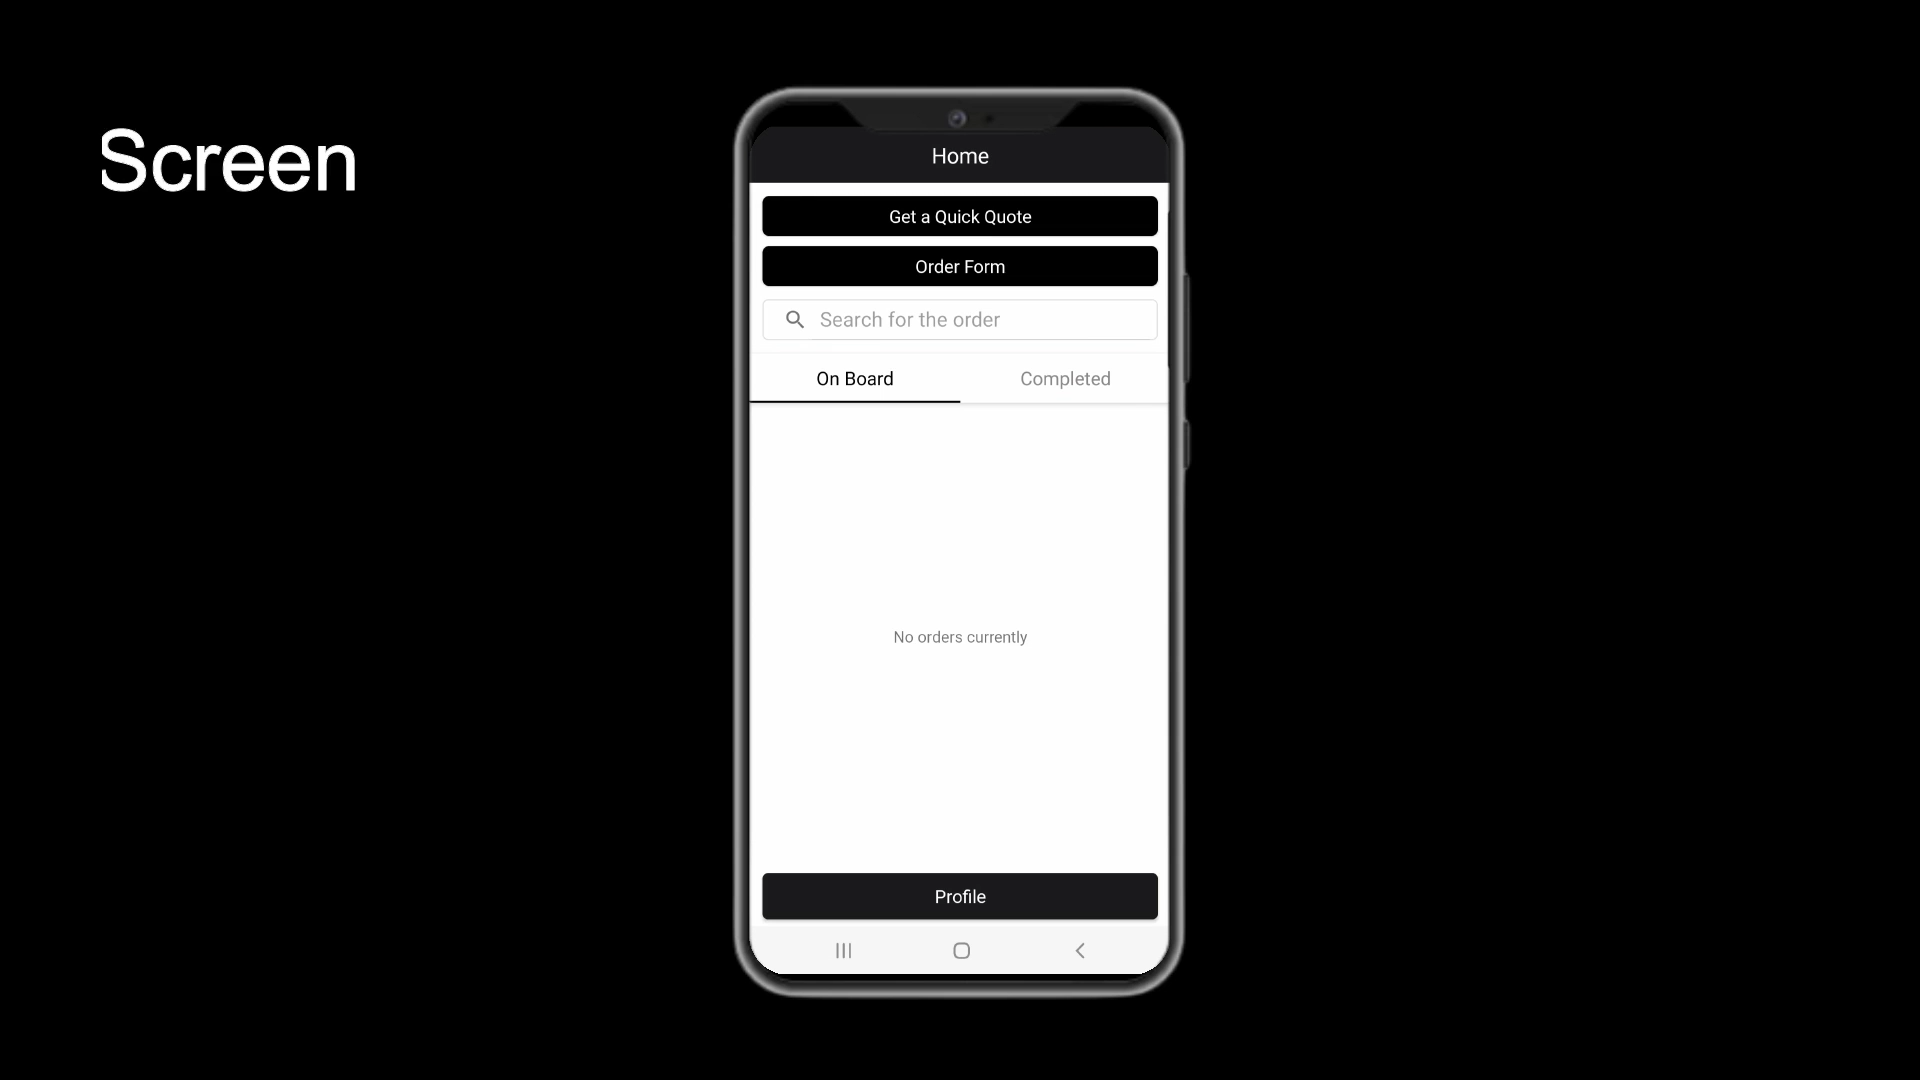 Screen
Home
Get a Quick Quote
Order Form
Search for the order
On Board
Completed
No orders currently
Profile